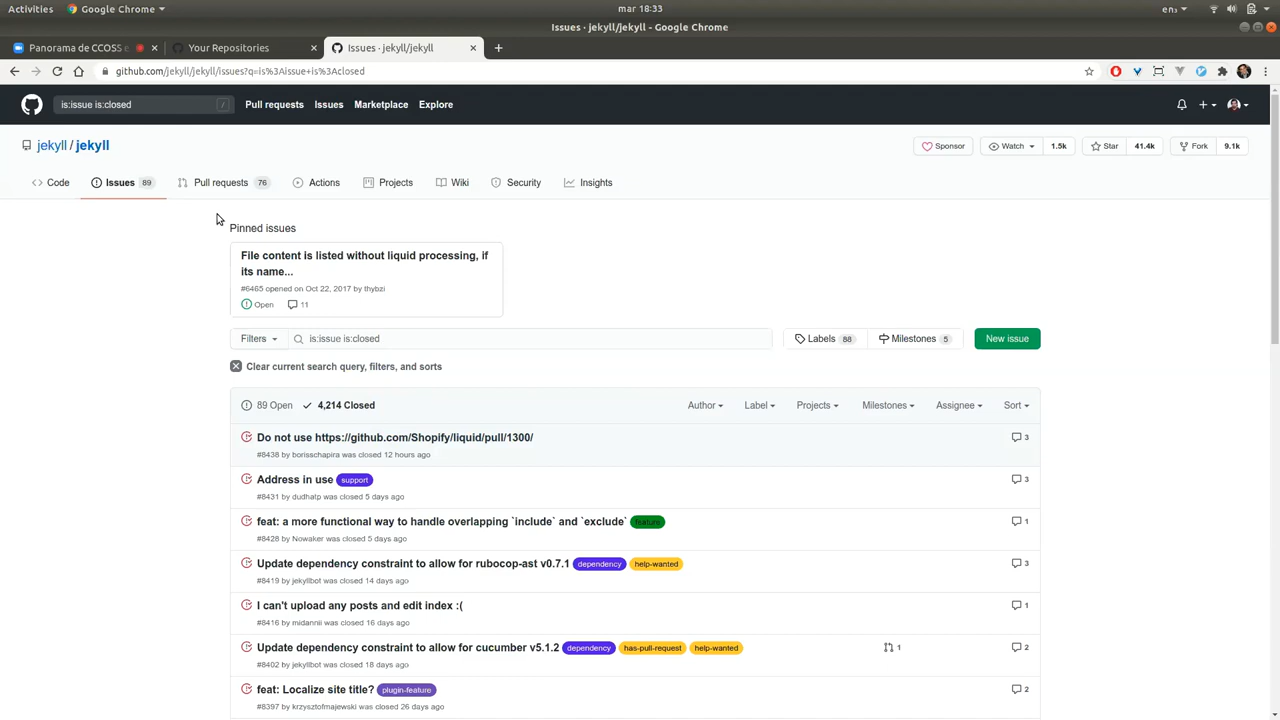 Activities Google Chrome mar 18:33 en₁
Issues · jekyll/jekyll - Google Chrome
Panorama de CCOSS e Your Repositories Issues · jekyll/jekyll
github.com/jekyll/jekyll/issues?q=is%3Aissue+is%3Aclosed
is:issue is:closed / Pull requests Issues Marketplace Explore
jekyll / jekyll Sponsor Watch 1.5k Star 41.4k Fork 9.1k
Code Issues 89 Pull requests 76 Actions Projects Wiki Security Insights
Pinned issues
File content is listed without liquid processing, if
its name...
#6465 opened on Oct 22, 2017 by thybzi
Open 11
Filters is:issue is:closed Labels 88 Milestones 5 New issue
Clear current search query, filters, and sorts
89 Open 4,214 Closed Author Label Projects Milestones Assignee Sort
Do not use https://github.com/Shopify/liquid/pull/1300/ 3
#8438 by borisschapira was closed 12 hours ago
Address in use support 3
#8431 by dudhatp was closed 5 days ago
feat: a more functional way to handle overlapping `include` and `exclude` feature 1
#8428 by Nowaker was closed 5 days ago
Update dependency constraint to allow for rubocop-ast v0.7.1 dependency help-wanted 3
#8419 by jekyllbot was closed 14 days ago
I can't upload any posts and edit index :( 1
#8416 by midannii was closed 16 days ago
Update dependency constraint to allow for cucumber v5.1.2 dependency has-pull-request help-wanted 1 2
#8402 by jekyllbot was closed 18 days ago
feat: Localize site title? plugin-feature 2
#8397 by krzysztofmajewski was closed 26 days ago